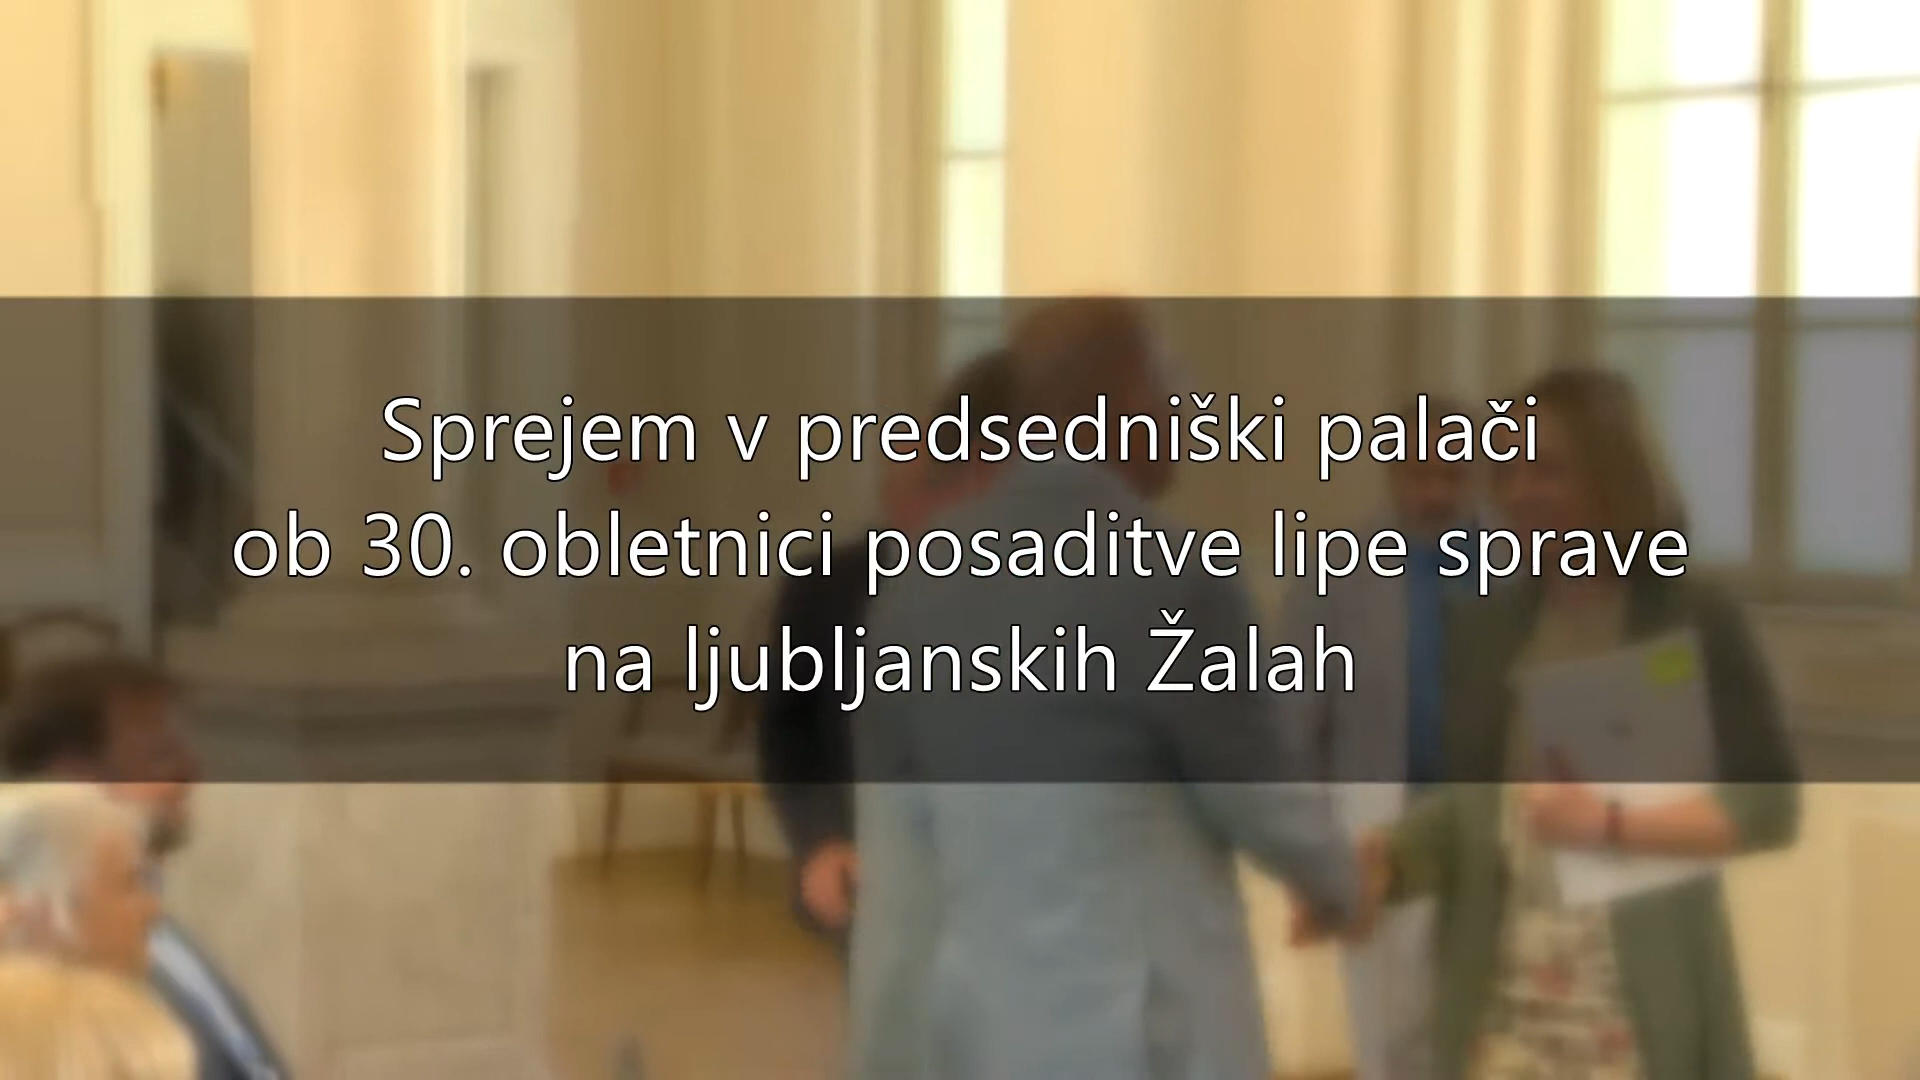 Sprejem v predsedniški palači
ob 30. obletnici posaditve lipe sprave
na ljubljanskih Žalah